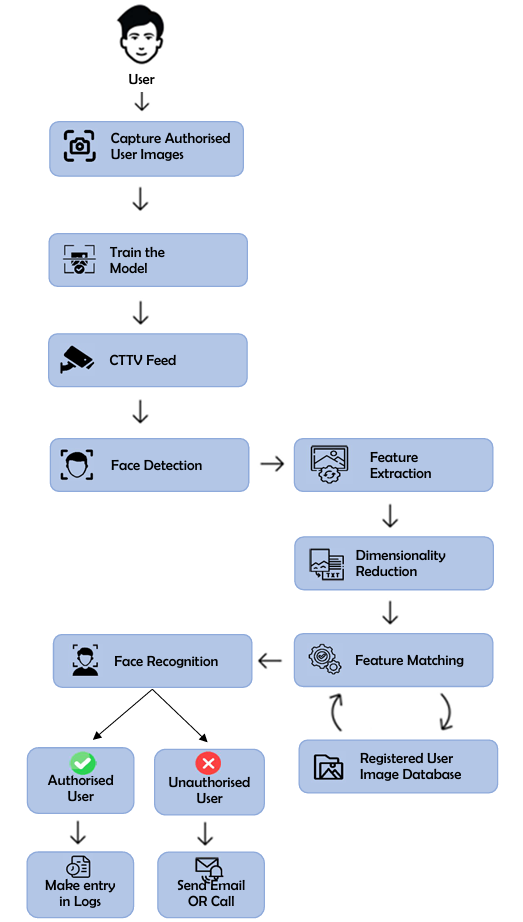 User
Capture Authorised
User Images
Train the
Model
CTTV Feed
Face Detection
Feature
Extraction
TXT
Dimensionality
Reduction
Feature Matching
Face Recognition
Registered User
Image Database
Authorised
User
Unauthorised
User
Make entry
in Logs
Send Email
OR Call